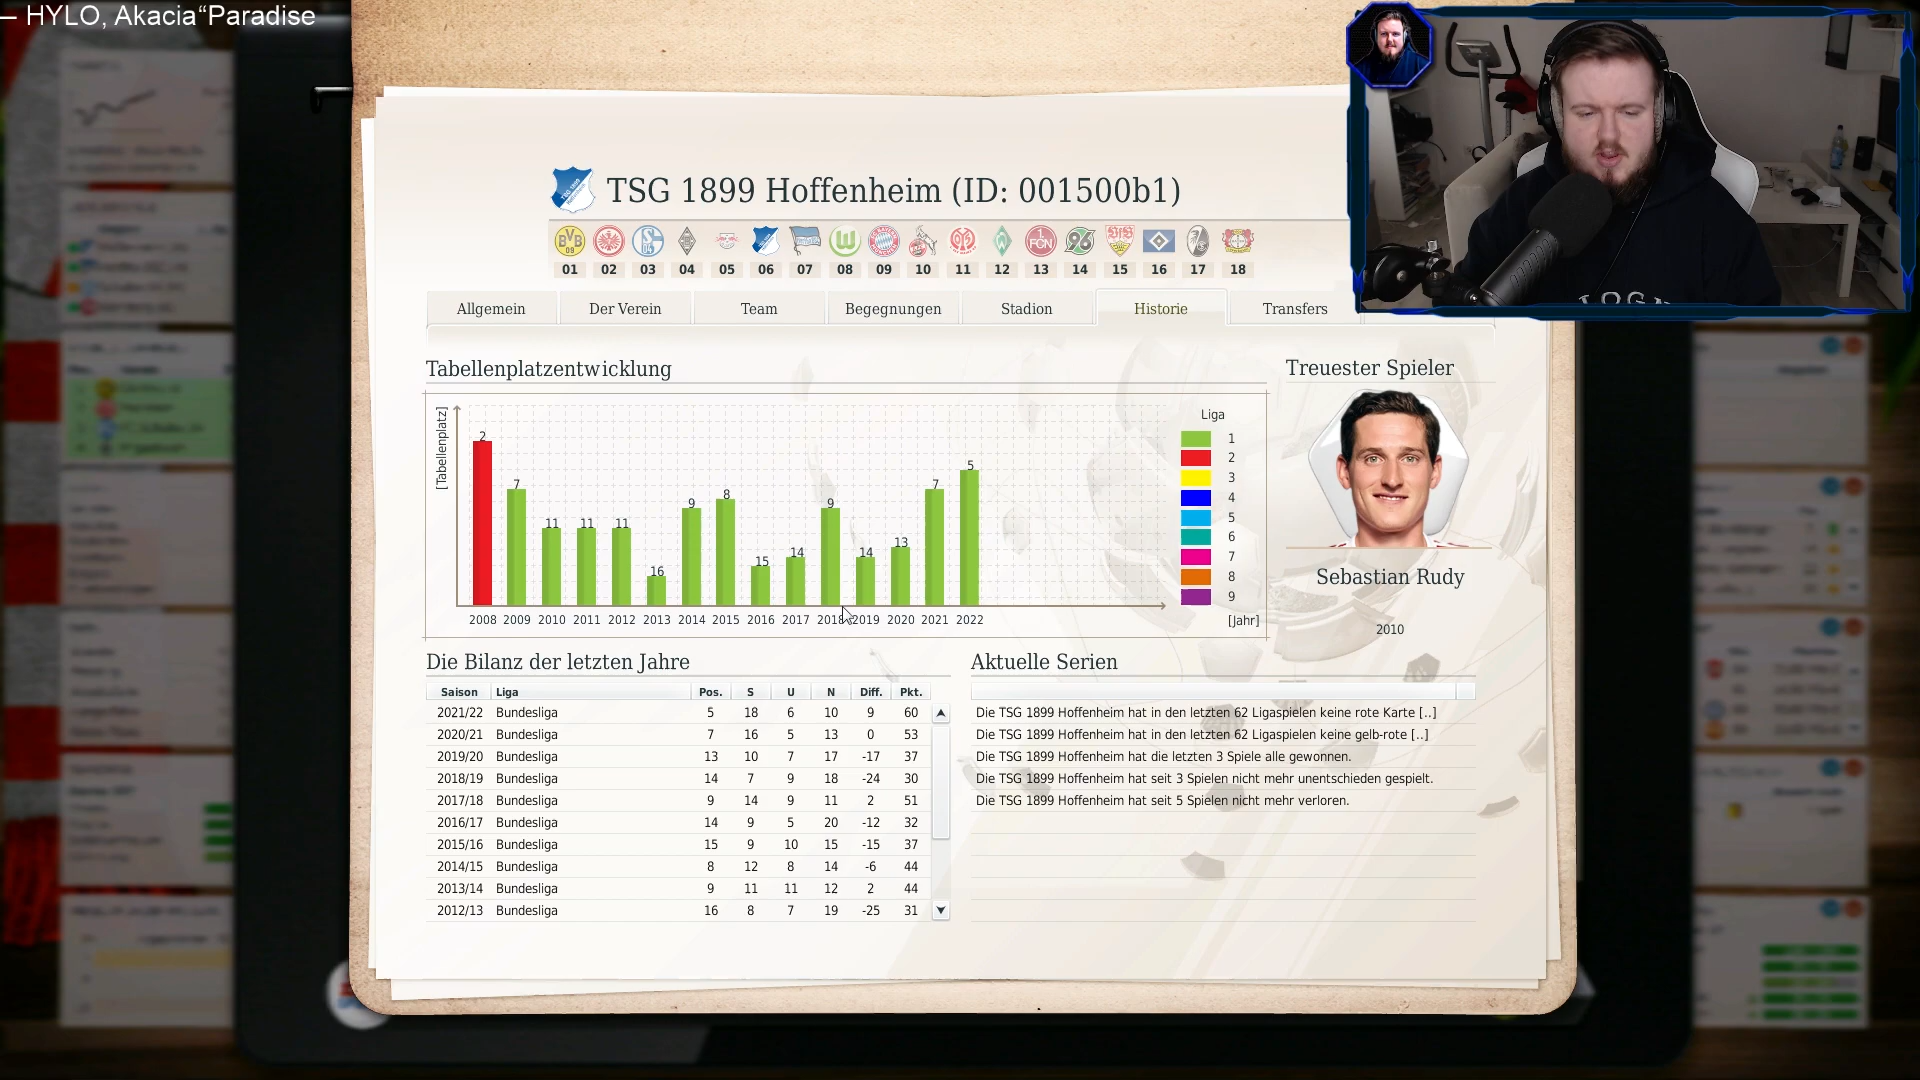 – HYLO, Akacia“Paradise
TSG 1899 Hoffenheim (ID: 001500b1)
01 02 03 04 05 06 07 08 09 10 11 12 13 14 15 16 17 18
Allgemein Der Verein Team Begegnungen Stadion Historie Transfers
Tabellenplatzentwicklung
[Tabellenplatz]
2 7 11 11 11 16 9 8 15 14 9 14 13 7 5
2008 2009 2010 2011 2012 2013 2014 2015 2016 2017 2018 2019 2020 2021 2022
Liga
1
2
3
4
5
6
7
8
9
[Jahr]
Treuester Spieler
Sebastian Rudy
2010
Die Bilanz der letzten Jahre
Saison Liga Pos. S U N Diff. Pkt.
2021/22 Bundesliga 5 18 6 10 9 60
2020/21 Bundesliga 7 16 5 13 0 53
2019/20 Bundesliga 13 10 7 17 -17 37
2018/19 Bundesliga 14 7 9 18 -24 30
2017/18 Bundesliga 9 14 9 11 2 51
2016/17 Bundesliga 14 9 5 20 -12 32
2015/16 Bundesliga 15 9 10 15 -15 37
2014/15 Bundesliga 8 12 8 14 -6 44
2013/14 Bundesliga 9 11 11 12 2 44
2012/13 Bundesliga 16 8 7 19 -25 31
Aktuelle Serien
Die TSG 1899 Hoffenheim hat in den letzten 62 Ligaspielen keine rote Karte [..]
Die TSG 1899 Hoffenheim hat in den letzten 62 Ligaspielen keine gelb-rote [..]
Die TSG 1899 Hoffenheim hat die letzten 3 Spiele alle gewonnen.
Die TSG 1899 Hoffenheim hat seit 3 Spielen nicht mehr unentschieden gespielt.
Die TSG 1899 Hoffenheim hat seit 5 Spielen nicht mehr verloren.